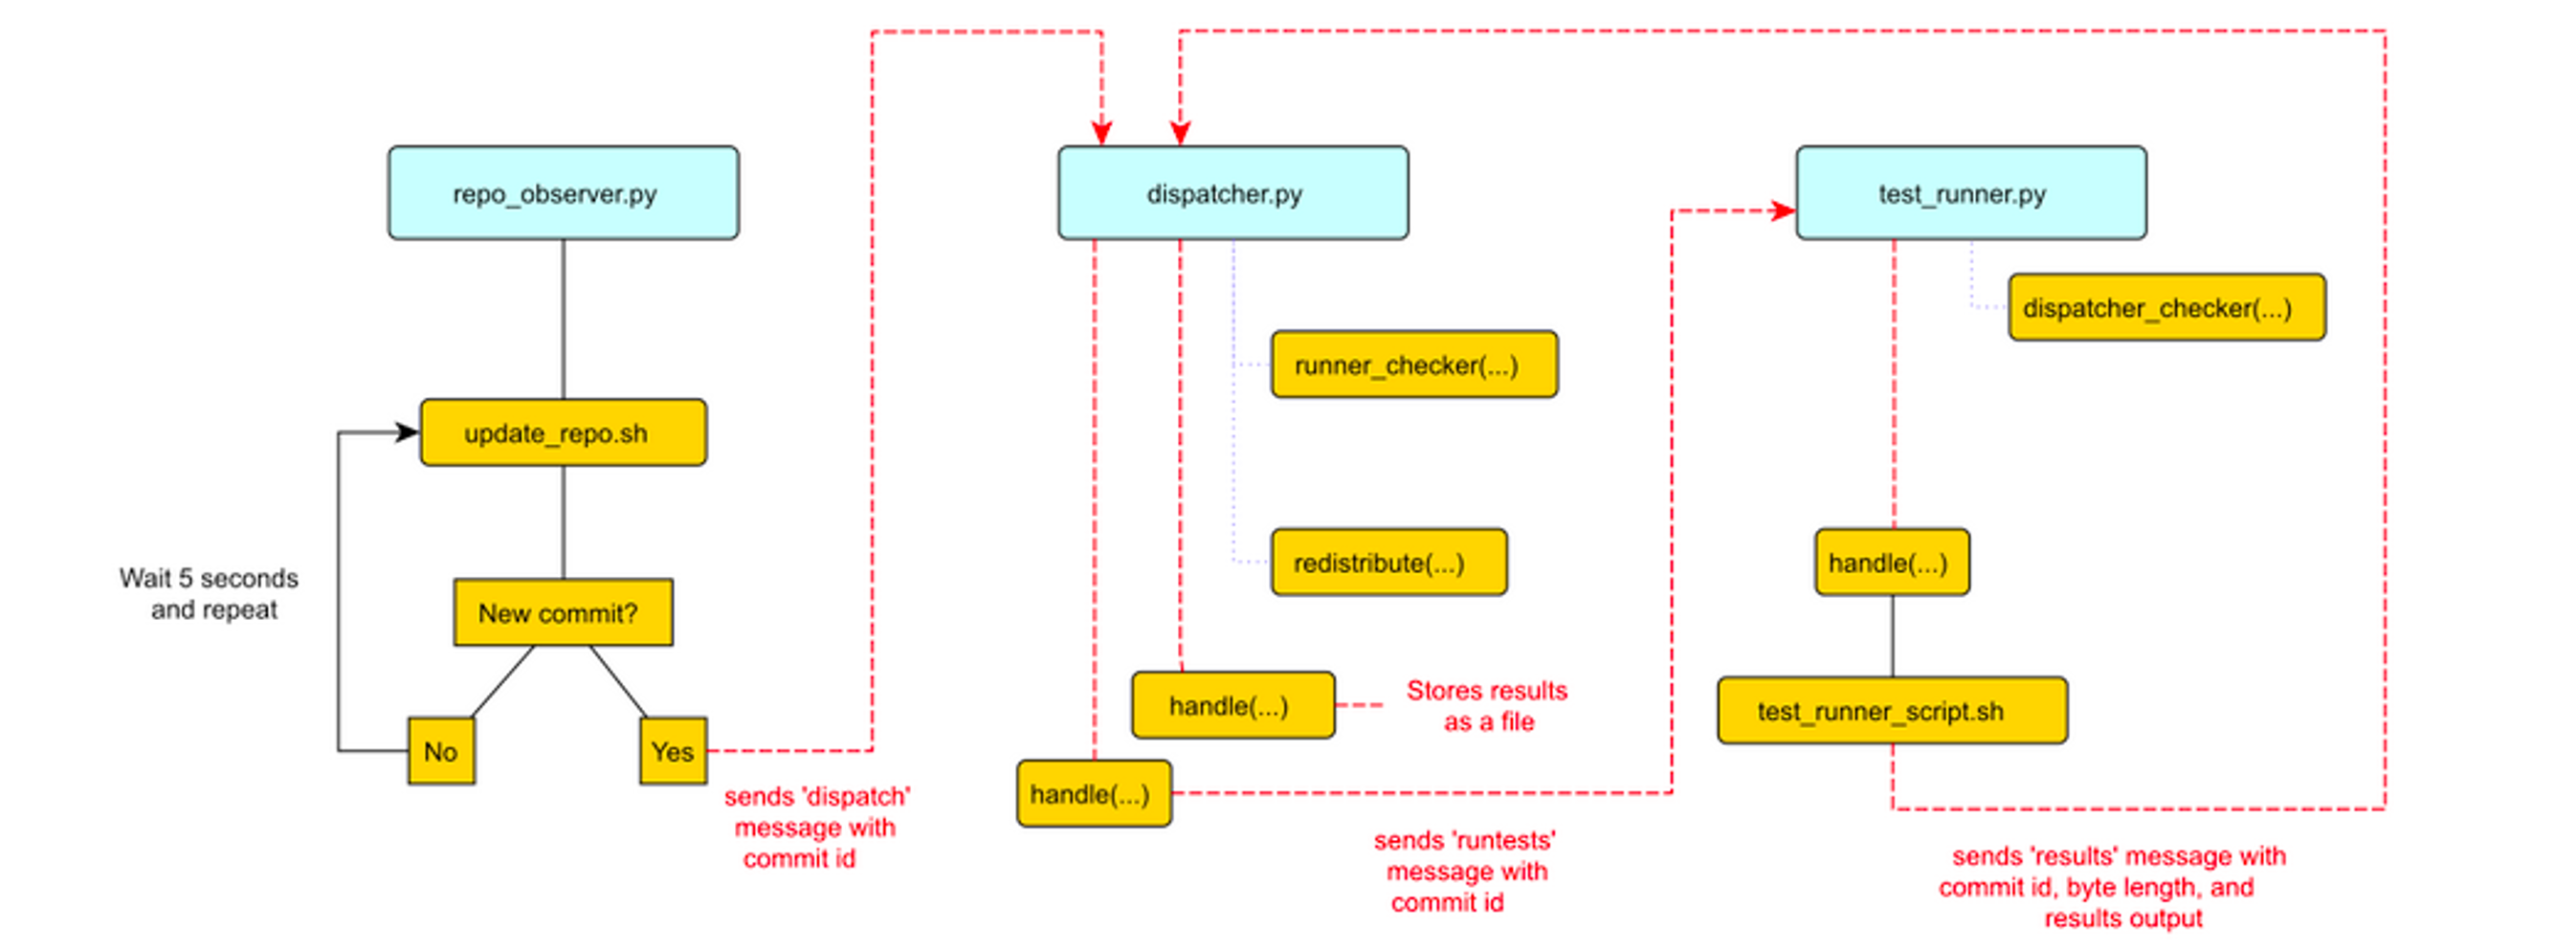 repo_observer.py
update_repo.sh
Wait 5 seconds
and repeat
New commit?
No
Yes
sends 'dispatch'
message with
commit id
dispatcher.py
runner_checker(...)
redistribute(...)
handle(...)
Stores results
as a file
handle(...)
sends 'runtests'
message with
commit id
test_runner.py
dispatcher_checker(...)
handle(...)
test_runner_script.sh
sends 'results' message with
commit id, byte length, and
results output